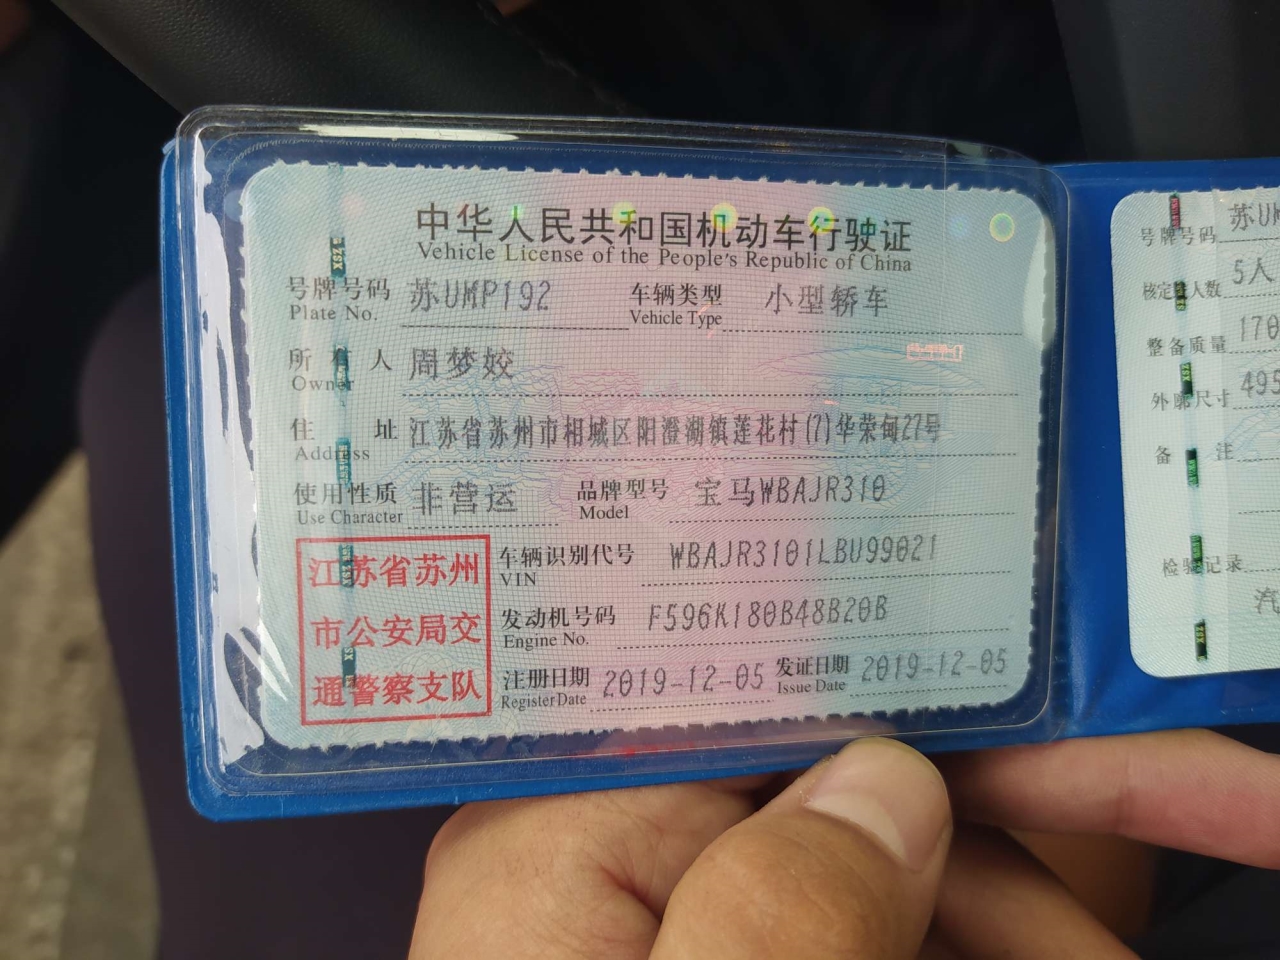 中华人民共和国机动车行驶证
Vehicle License of the People's Republic of China
号牌号码 苏UMP192 车辆类型 小型轿车
Plate No. Vehicle Type
所有人 周梦姣
Owner
住址 江苏省苏州市相城区阳澄湖镇莲花村(7)华荣甸27号
Address
使用性质 非营运 品牌型号 宝马WBAJR310
Use Character Model
江苏省苏州
市公安局交
通警察支队
车辆识别代号 WBAJR3101LBU99021
VIN
发动机号码 F596K180B48B20B
Engine No.
注册日期 2019-12-05 发证日期 2019-12-05
Register Date Issue Date
号牌号码 苏UM
核定载人数 5人
整备质量 170
外廓尺寸 495
备注
检验记录
汽